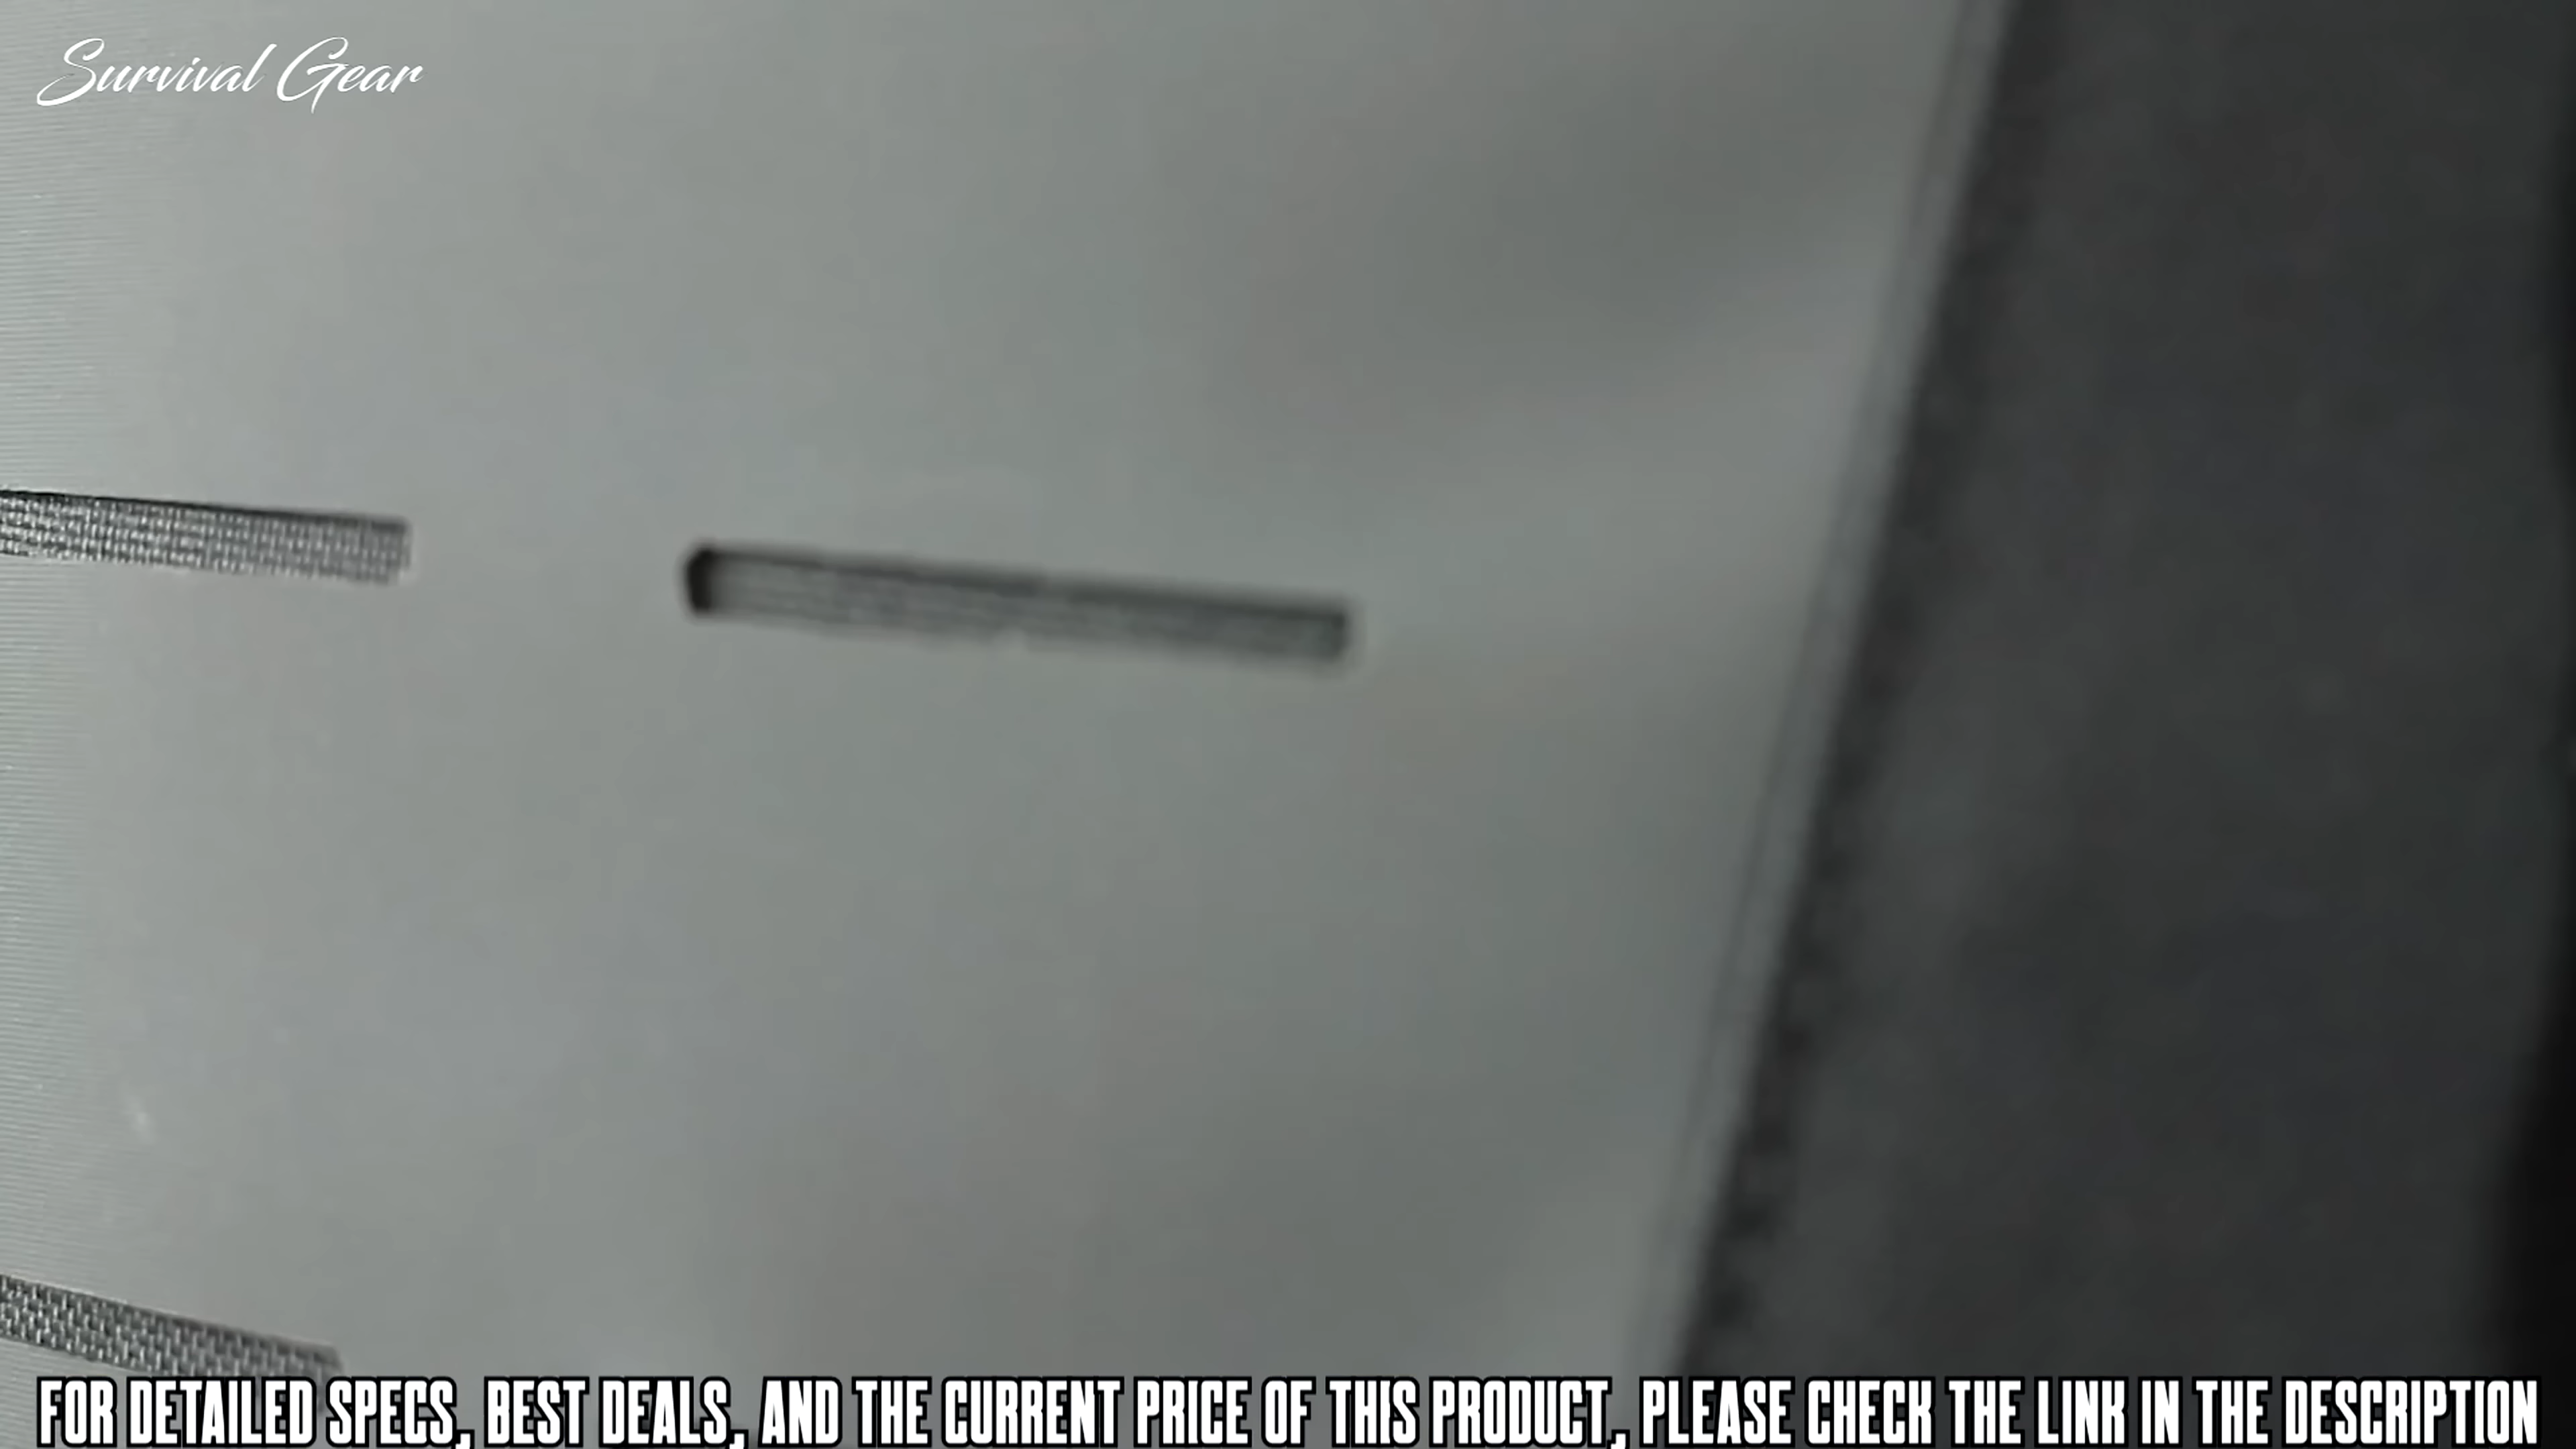 Survival Gear
FOR DETAILED SPECS, BEST DEALS, AND THE CURRENT PRICE OF THIS PRODUCT, PLEASE CHECK THE LINK IN THE DESCRIPTION